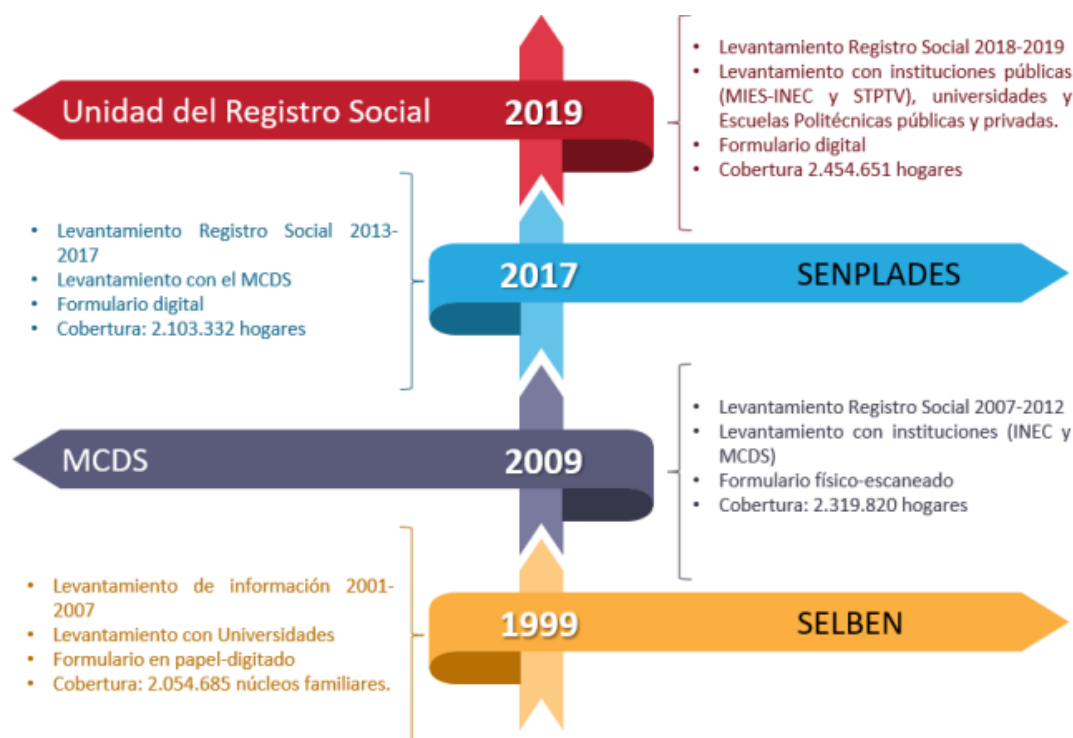 Unidad del Registro Social 2019
• Levantamiento Registro Social 2018-2019
• Levantamiento con instituciones públicas
(MIES-INEC y STPTV), universidades y
Escuelas Politécnicas públicas y privadas.
• Formulario digital
• Cobertura 2.454.651 hogares
• Levantamiento Registro Social 2013-
2017
• Levantamiento con el MCDS
• Formulario digital
• Cobertura: 2.103.332 hogares
2017 SENPLADES
MCDS 2009
• Levantamiento Registro Social 2007-2012
• Levantamiento con instituciones (INEC y
MCDS)
• Formulario físico-escaneado
• Cobertura: 2.319.820 hogares
• Levantamiento de información 2001-
2007
• Levantamiento con Universidades
• Formulario en papel-digitado
• Cobertura: 2.054.685 núcleos familiares.
1999 SELBEN